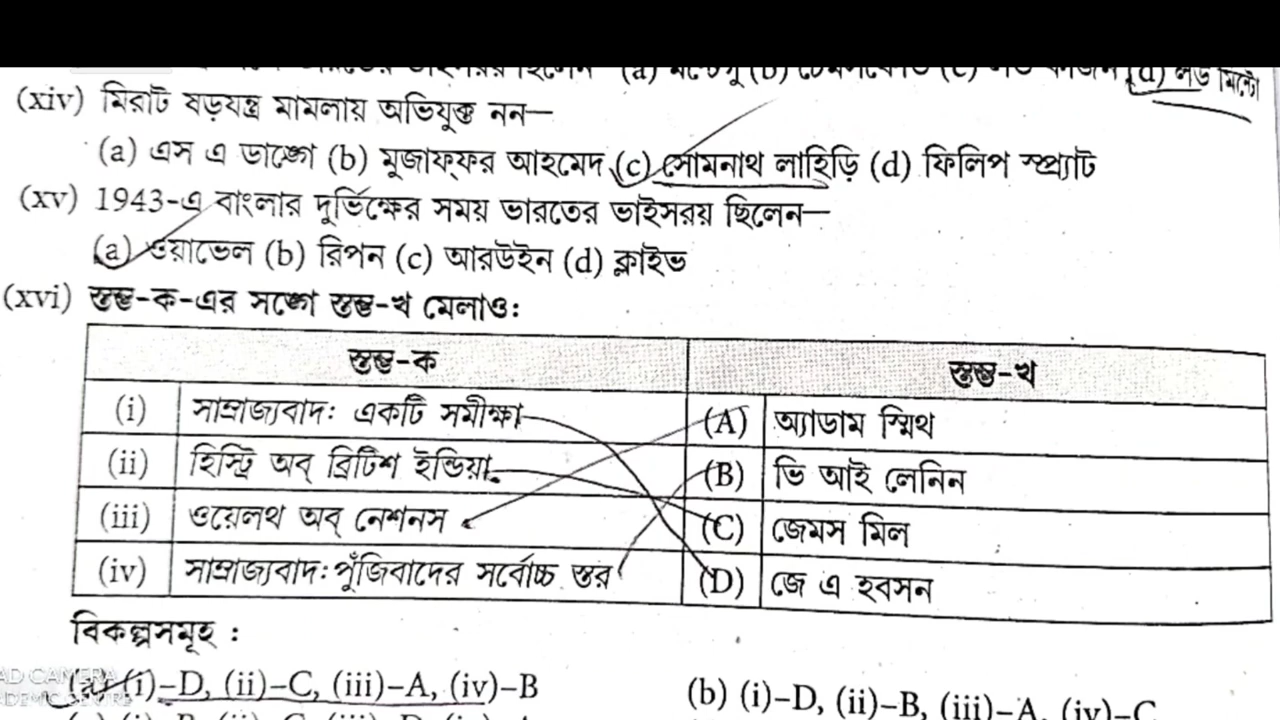 (d) লর্ড মিন্টো
(xiv) মিরাট ষড়যন্ত্র মামলায় অভিযুক্ত নন—
(a) এস এ ডাঙ্গে (b) মুজাফ্ফর আহমেদ (c) সোমনাথ লাহিড়ি (d) ফিলিপ স্প্র্যাট
(xv) 1943-এ বাংলার দুর্ভিক্ষের সময় ভারতের ভাইসরয় ছিলেন—
(a) ওয়াভেল (b) রিপন (c) আরউইন (d) ক্লাইভ
(xvi) স্তম্ভ-ক-এর সঙ্গে স্তম্ভ-খ মেলাও:
স্তম্ভ-ক স্তম্ভ-খ
(i) সাম্রাজ্যবাদ: একটি সমীক্ষা (A) অ্যাডাম স্মিথ
(ii) হিস্ট্রি অব্ ব্রিটিশ ইন্ডিয়া (B) ভি আই লেনিন
(iii) ওয়েলথ অব্ নেশনস (C) জেমস মিল
(iv) সাম্রাজ্যবাদ: পুঁজিবাদের সর্বোচ্চ স্তর (D) জে এ হবসন
বিকল্পসমূহ :
(a) (i)–D, (ii)–C, (iii)–A, (iv)–B (b) (i)–D, (ii)–B, (iii)–A, (iv)–C